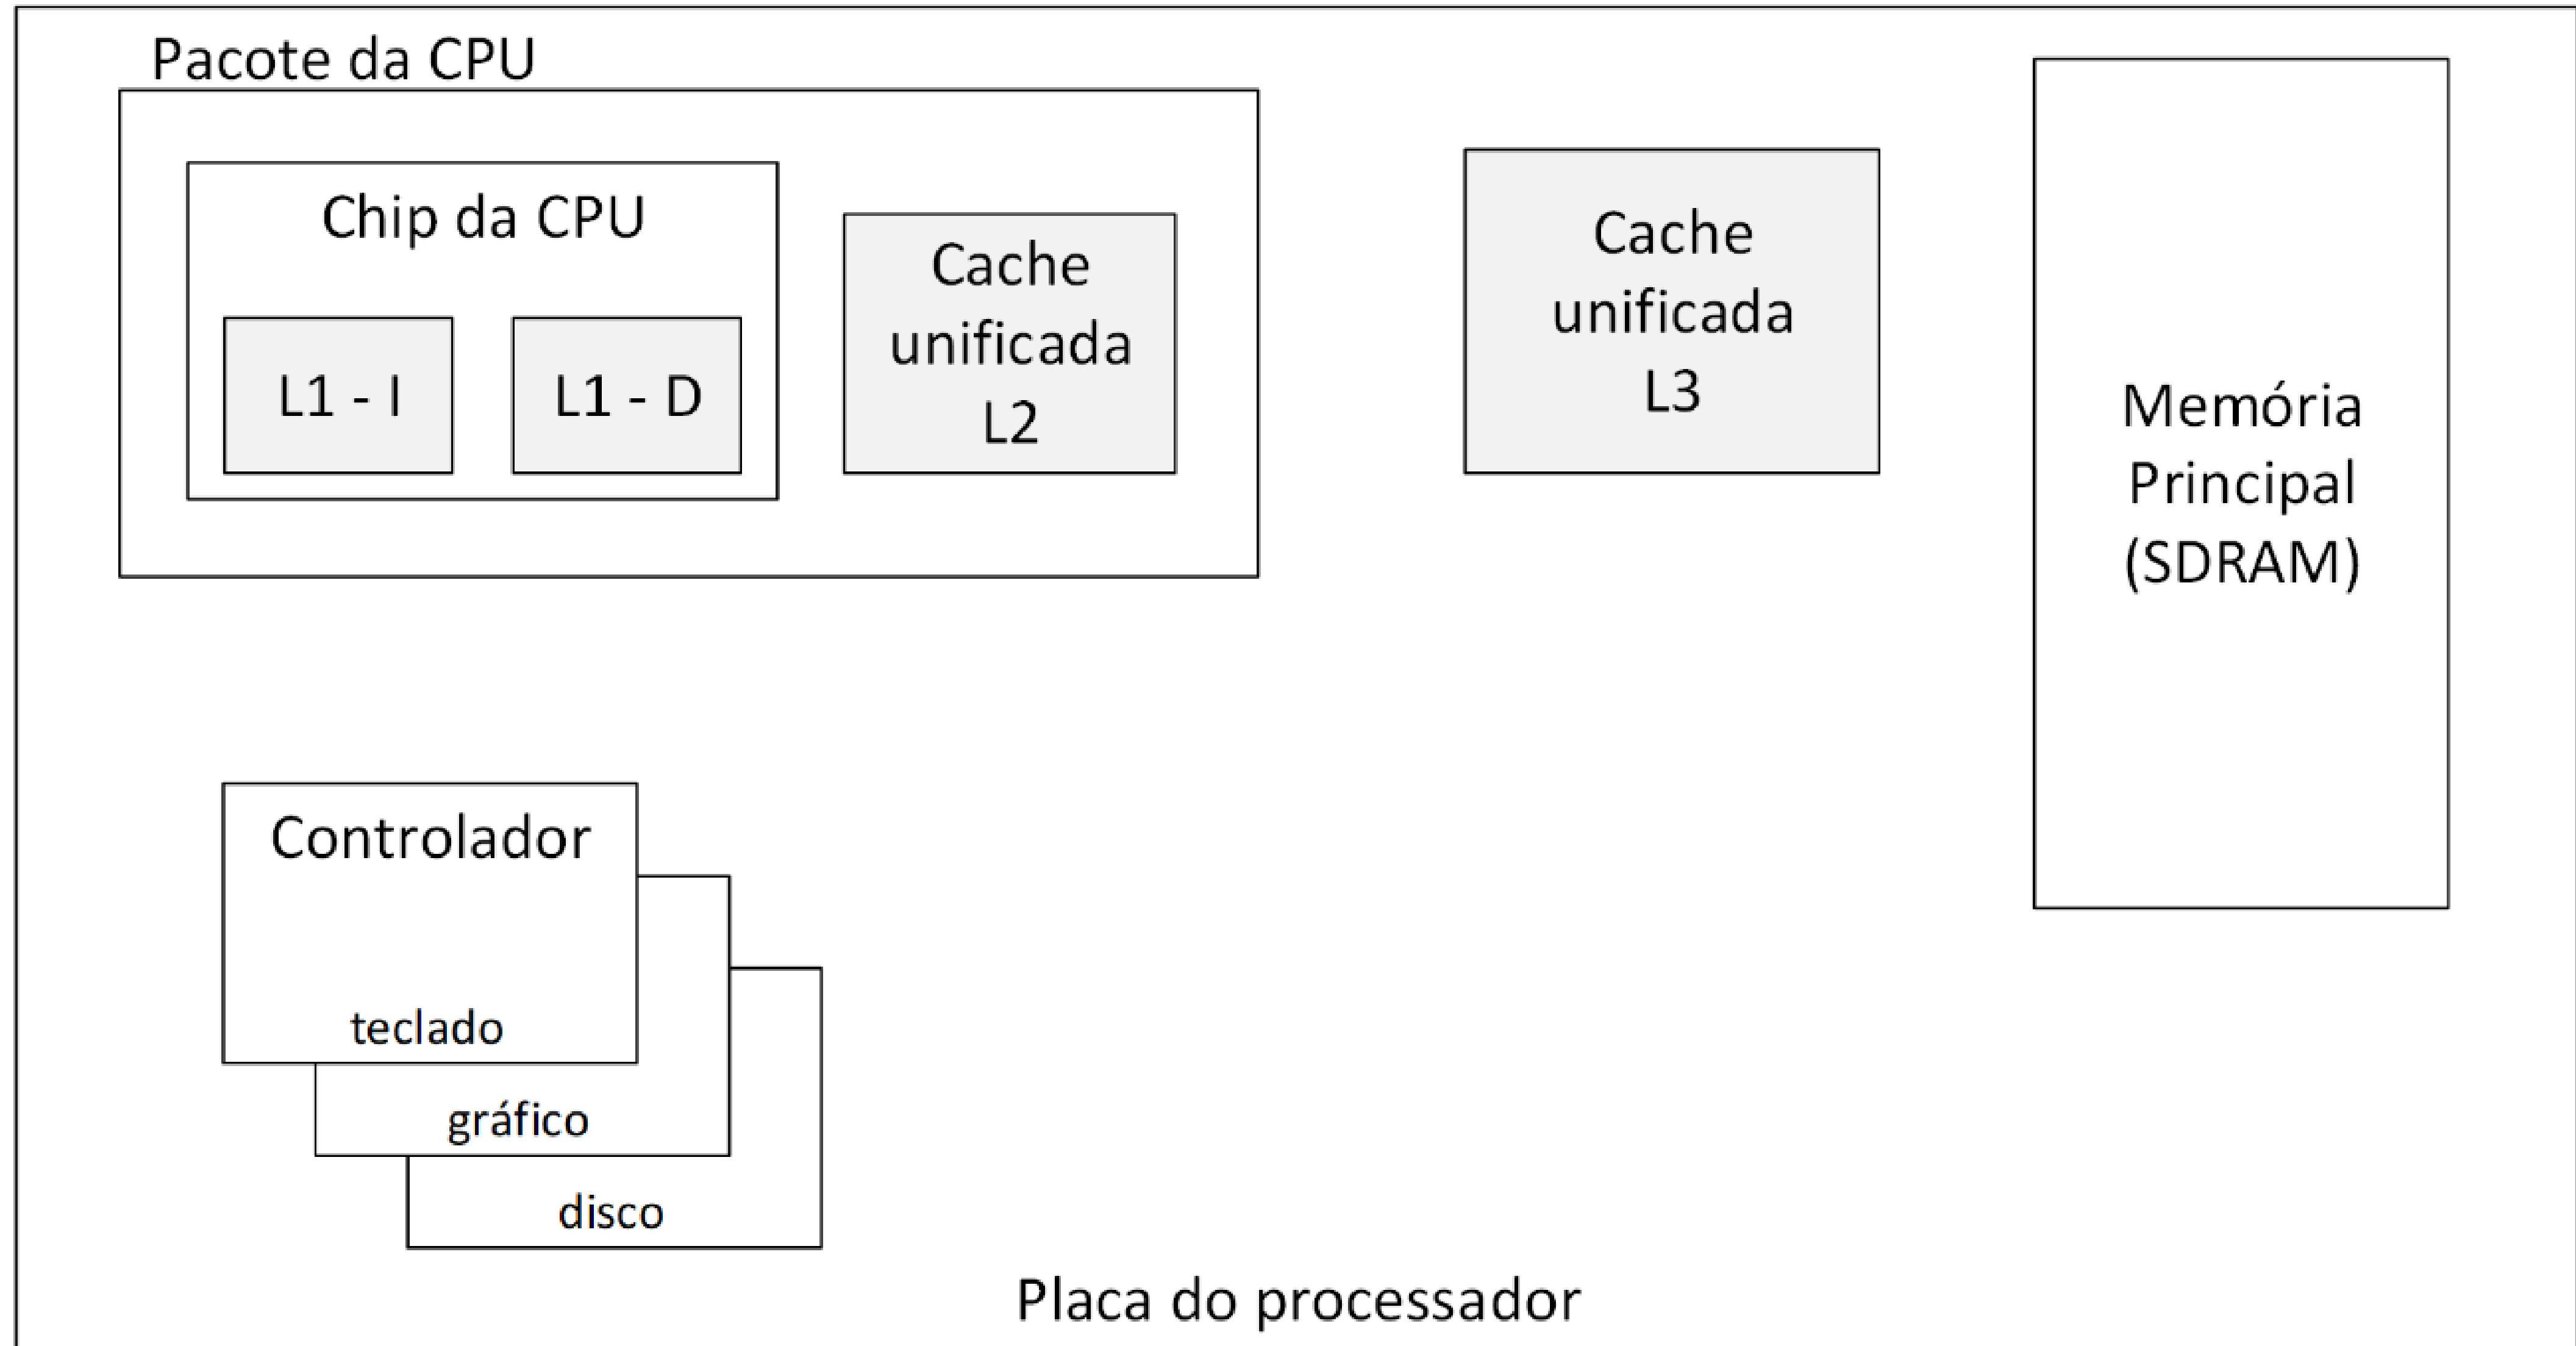 Pacote da CPU
Chip da CPU
L1 - I
L1 - D
Cache
unificada
L2
Cache
unificada
L3
Memória
Principal
(SDRAM)
Controlador
teclado
gráfico
disco
Placa do processador